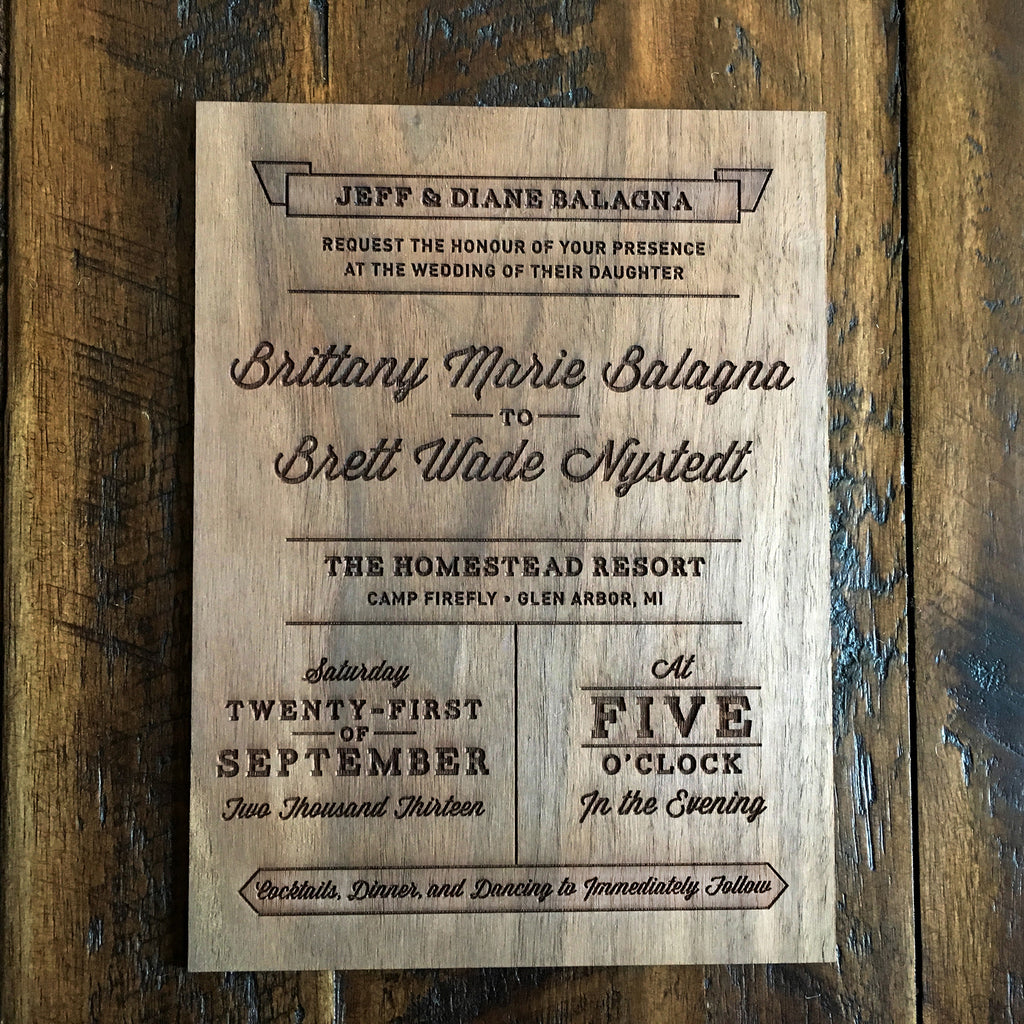 JEFF & DIANE BALAGNA
REQUEST THE HONOUR OF YOUR PRESENCE
AT THE WEDDING OF THEIR DAUGHTER
Brittany Marie Balagna
TO
Brett Wade Nystedt
THE HOMESTEAD RESORT
CAMP FIREFLY • GLEN ARBOR, MI
Saturday
TWENTY-FIRST
OF
SEPTEMBER
Two Thousand Thirteen
At
FIVE
O'CLOCK
In the Evening
Cocktails, Dinner, and Dancing to Immediately Follow